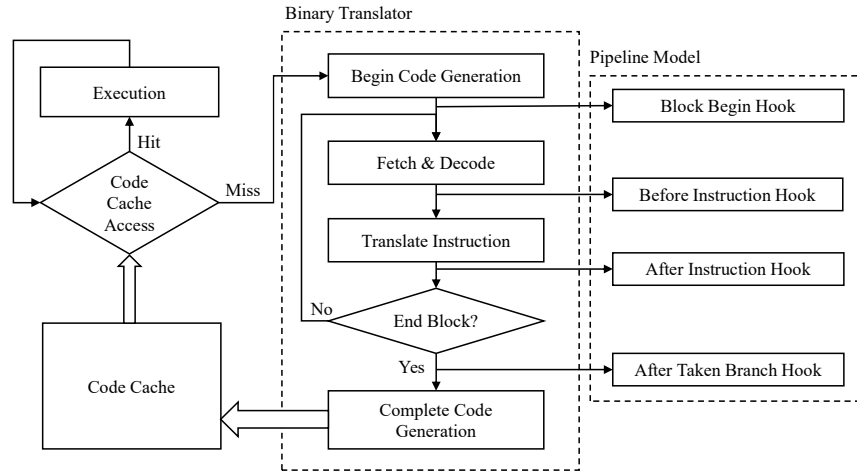 Binary Translator
Pipeline Model
Begin Code Generation
Execution
Block Begin Hook
Hit
Fetch & Decode
Code
Cache
Access
Miss
Before Instruction Hook
Translate Instruction
After Instruction Hook
No
End Block?
Yes
After Taken Branch Hook
Code Cache
Complete Code
Generation